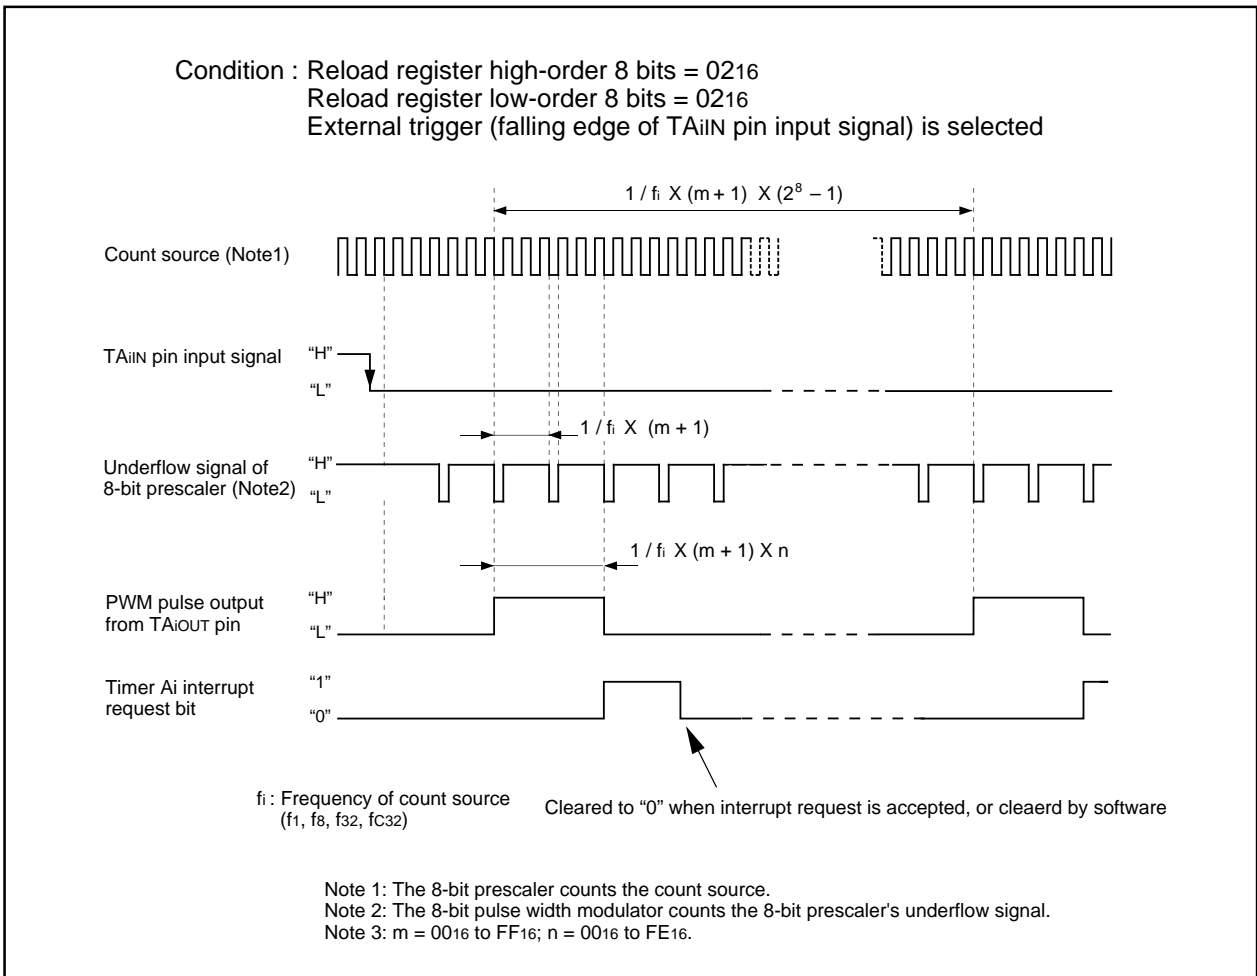 Condition : Reload register high-order 8 bits = 0216
Reload register low-order 8 bits = 0216
External trigger (falling edge of TAiIN pin input signal) is selected
1 / fi X (m + 1) X (2^8 – 1)
Count source (Note1)
TAiIN pin input signal
“H”
“L”
1 / fi X (m + 1)
Underflow signal of
8-bit prescaler (Note2)
“H”
“L”
1 / fi X (m + 1) X n
PWM pulse output
from TAiOUT pin
“H”
“L”
Timer Ai interrupt
request bit
“1”
“0”
fi : Frequency of count source
(f1, f8, f32, fC32)
Cleared to “0” when interrupt request is accepted, or cleaerd by software
Note 1: The 8-bit prescaler counts the count source.
Note 2: The 8-bit pulse width modulator counts the 8-bit prescaler's underflow signal.
Note 3: m = 0016 to FF16; n = 0016 to FE16.